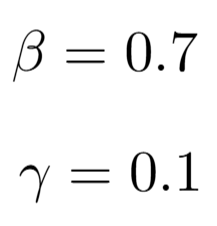 β = 0.7
γ = 0.1